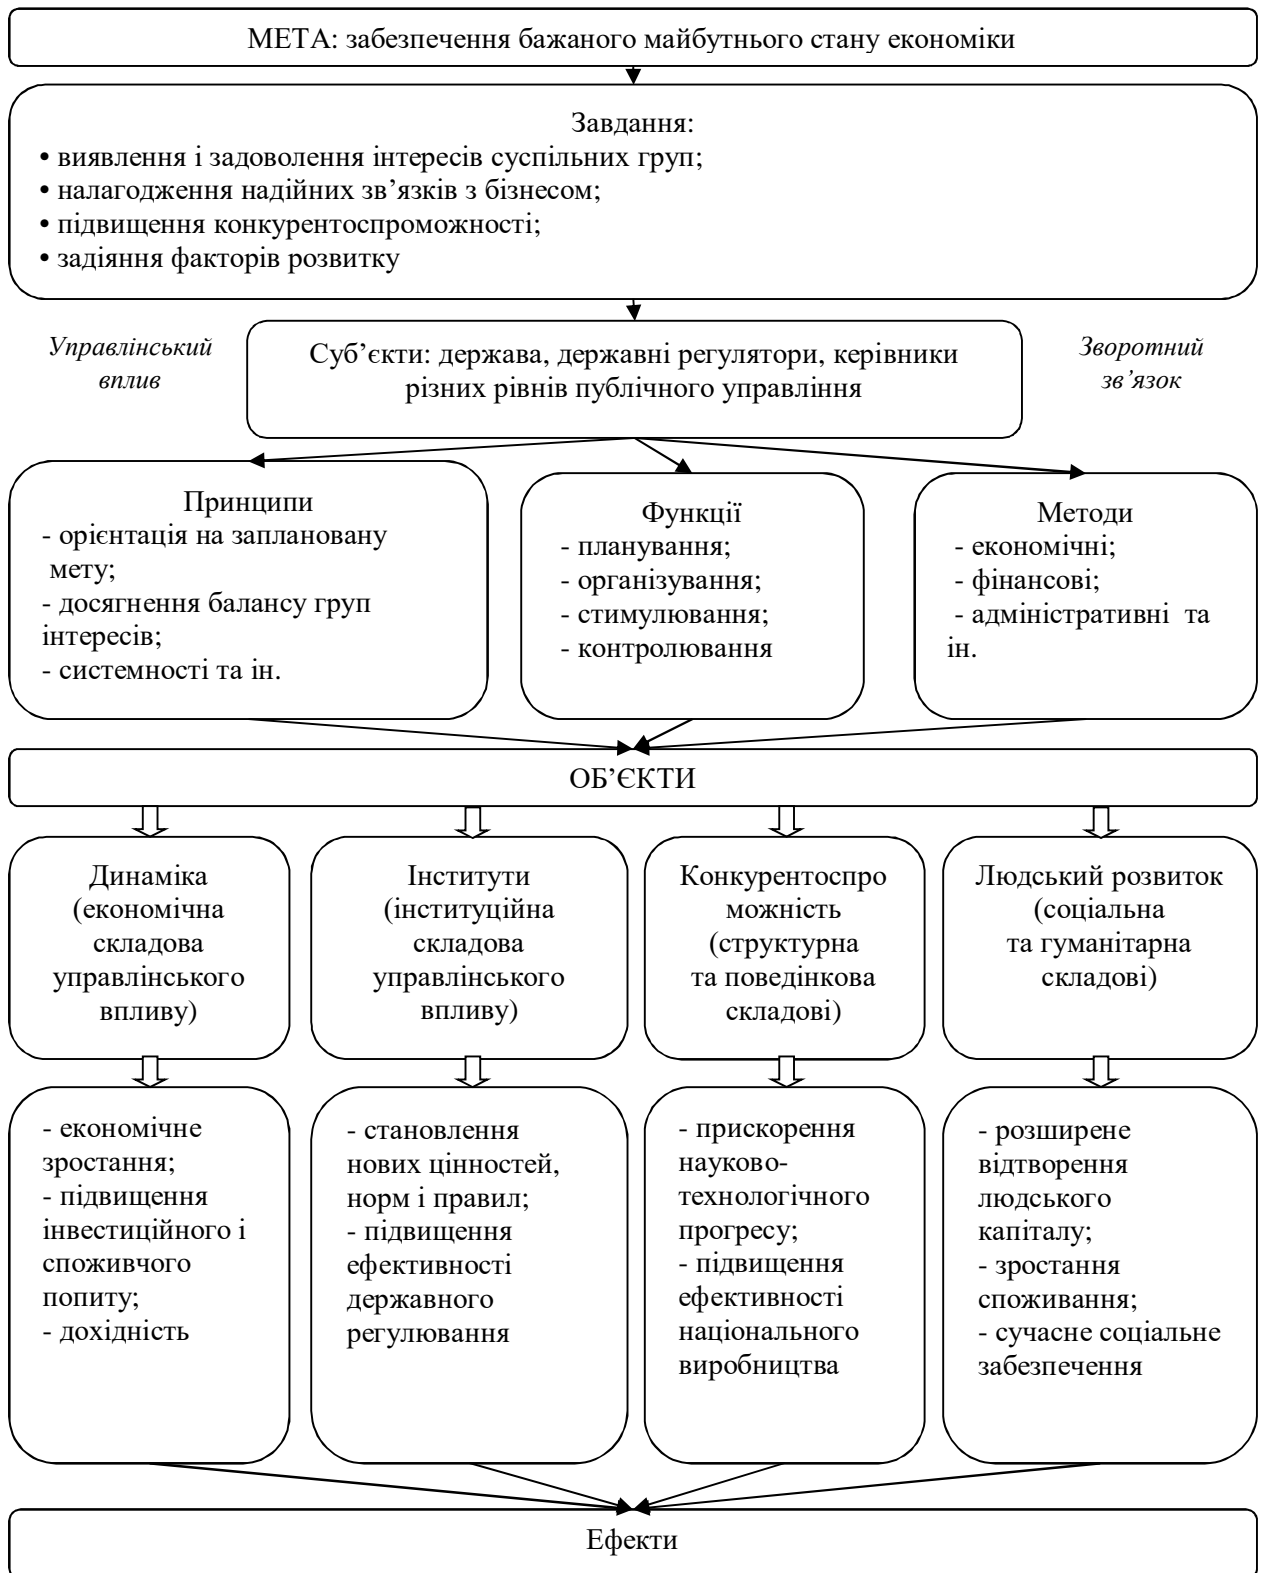 МЕТА: забезпечення бажаного майбутнього стану економіки
Завдання:
• виявлення і задоволення інтересів суспільних груп;
• налагодження надійних зв’язків з бізнесом;
• підвищення конкурентоспроможності;
• задіяння факторів розвитку
Управлінський
вплив
Суб’єкти: держава, державні регулятори, керівники
різних рівнів публічного управління
Зворотний
зв’язок
Принципи
- орієнтація на заплановану
мету;
- досягнення балансу груп
інтересів;
- системності та ін.
Функції
- планування;
- організування;
- стимулювання;
- контролювання
Методи
- економічні;
- фінансові;
- адміністративні та
ін.
ОБ’ЄКТИ
Динаміка
(економічна
складова
управлінського
впливу)
Інститути
(інституційна
складова
управлінського
впливу)
Конкурентоспро
можність
(структурна
та поведінкова
складові)
Людський розвиток
(соціальна
та гуманітарна
складові)
- економічне
зростання;
- підвищення
інвестиційного і
споживчого
попиту;
- дохідність
- становлення
нових цінностей,
норм і правил;
- підвищення
ефективності
державного
регулювання
- прискорення
науково-
технологічного
прогресу;
- підвищення
ефективності
національного
виробництва
- розширене
відтворення
людського
капіталу;
- зростання
споживання;
- сучасне соціальне
забезпечення
Ефекти